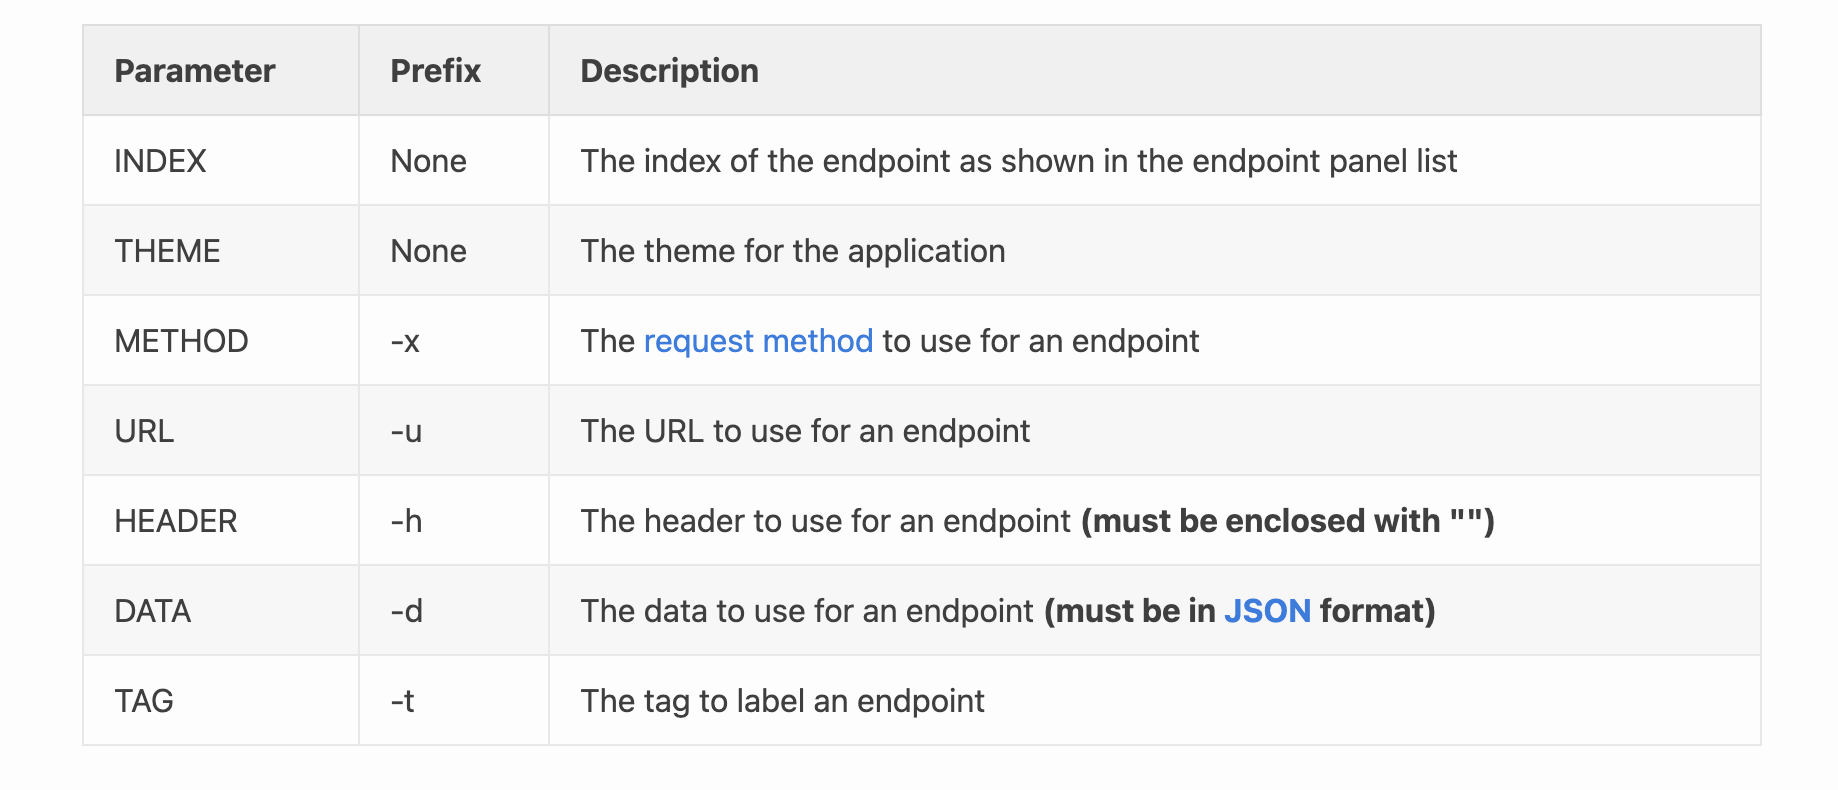 Parameter Prefix Description
INDEX None The index of the endpoint as shown in the endpoint panel list
THEME None The theme for the application
METHOD -x The request method to use for an endpoint
URL -u The URL to use for an endpoint
HEADER -h The header to use for an endpoint (must be enclosed with "")
DATA -d The data to use for an endpoint (must be in JSON format)
TAG -t The tag to label an endpoint